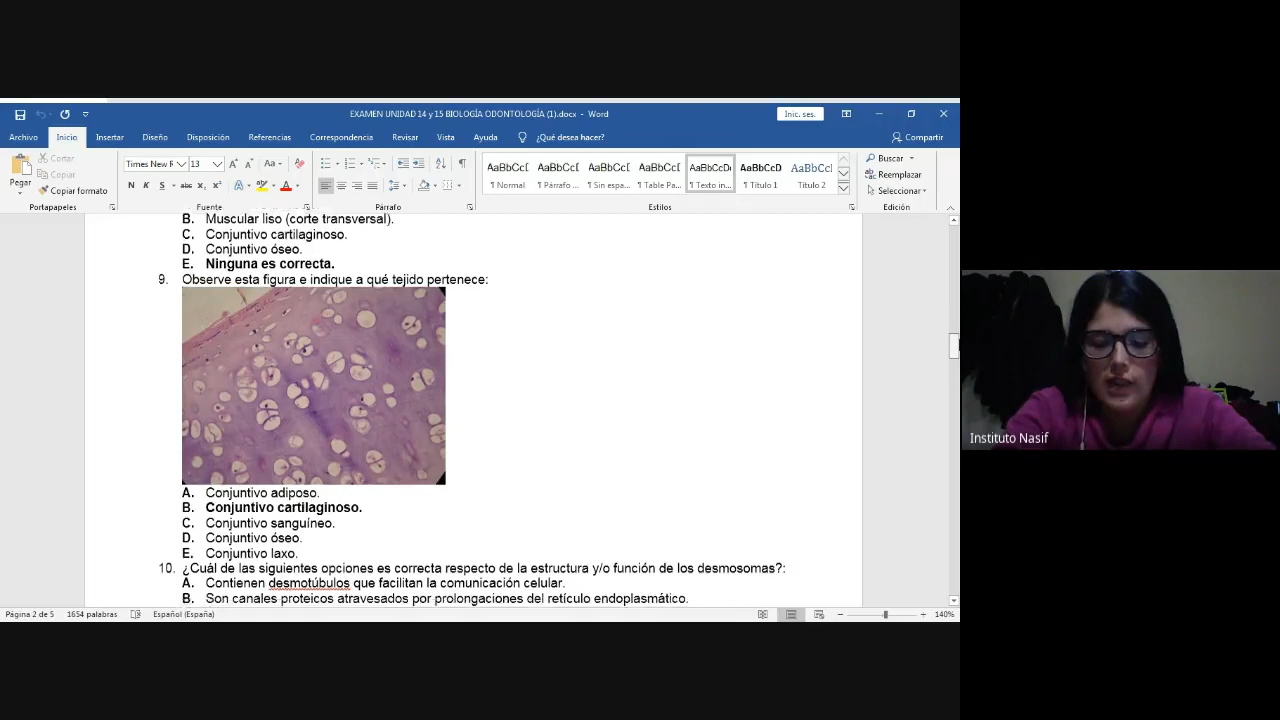 EXAMEN UNIDAD 14 y 15 BIOLOGÍA ODONTOLOGÍA (1).docx - Word
Inic. ses.
Archivo Inicio Insertar Diseño Disposición Referencias Correspondencia Revisar Vista Ayuda ¿Qué desea hacer? Compartir
Pegar
Cortar
Copiar
Copiar formato
Portapapeles
Times New R 13
N K S abc x₂ x²
Fuente
Párrafo
AaBbCcI AaBbCcI AaBbCcI AaBbCcI AaBbCcDı AaBbCcD AaBbCcI
¶ Normal ¶ Párrafo ... ¶ Sin espa... ¶ Table Pa... ¶ Texto in... ¶ Título 1 Título 2
Estilos
Buscar
Reemplazar
Seleccionar
Edición
B. Muscular liso (corte transversal).
C. Conjuntivo cartilaginoso.
D. Conjuntivo óseo.
E. Ninguna es correcta.
9. Observe esta figura e indique a qué tejido pertenece:
A. Conjuntivo adiposo.
B. Conjuntivo cartilaginoso.
C. Conjuntivo sanguíneo.
D. Conjuntivo óseo.
E. Conjuntivo laxo.
10. ¿Cuál de las siguientes opciones es correcta respecto de la estructura y/o función de los desmosomas?:
A. Contienen desmotúbulos que facilitan la comunicación celular.
B. Son canales proteicos atravesados por prolongaciones del retículo endoplasmático.
Página 2 de 5 1654 palabras Español (España) 140%
Instituto Nasif